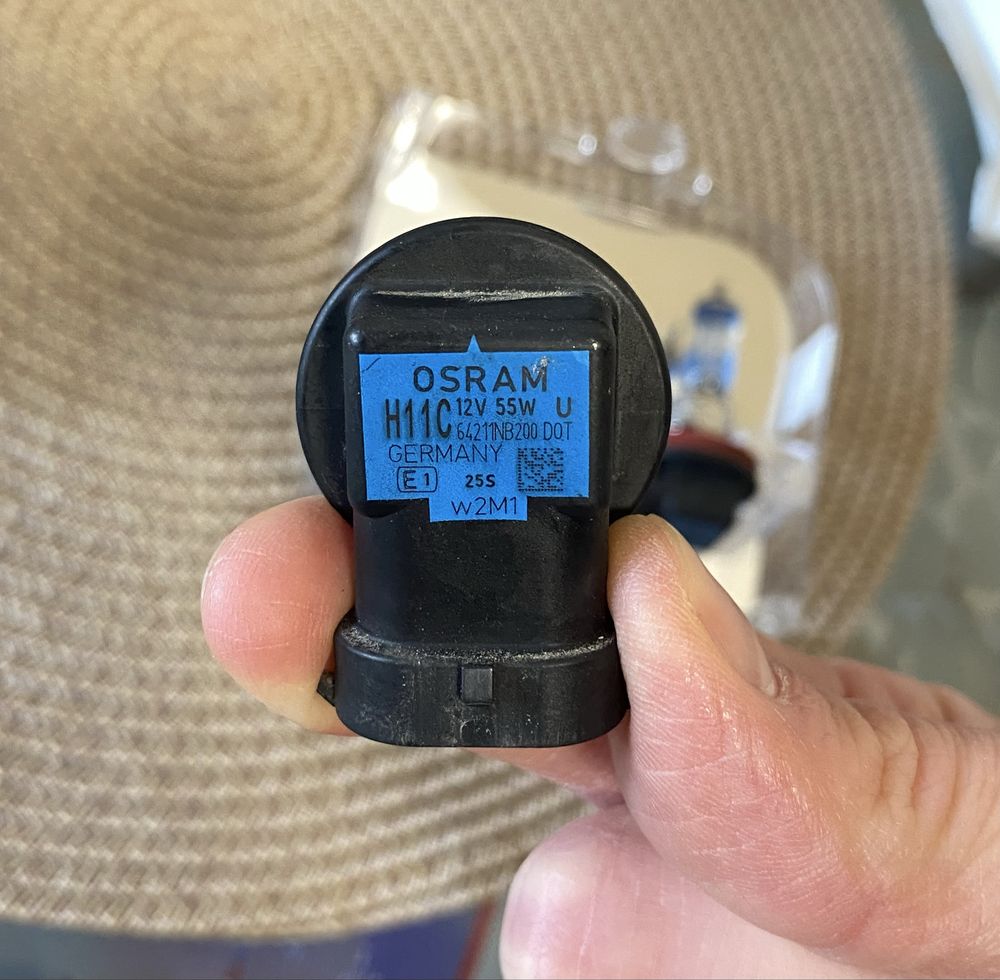 OSRAM
H11C 12V 55W U
64211NB200 DOT
GERMANY
E1 25S
w2M1